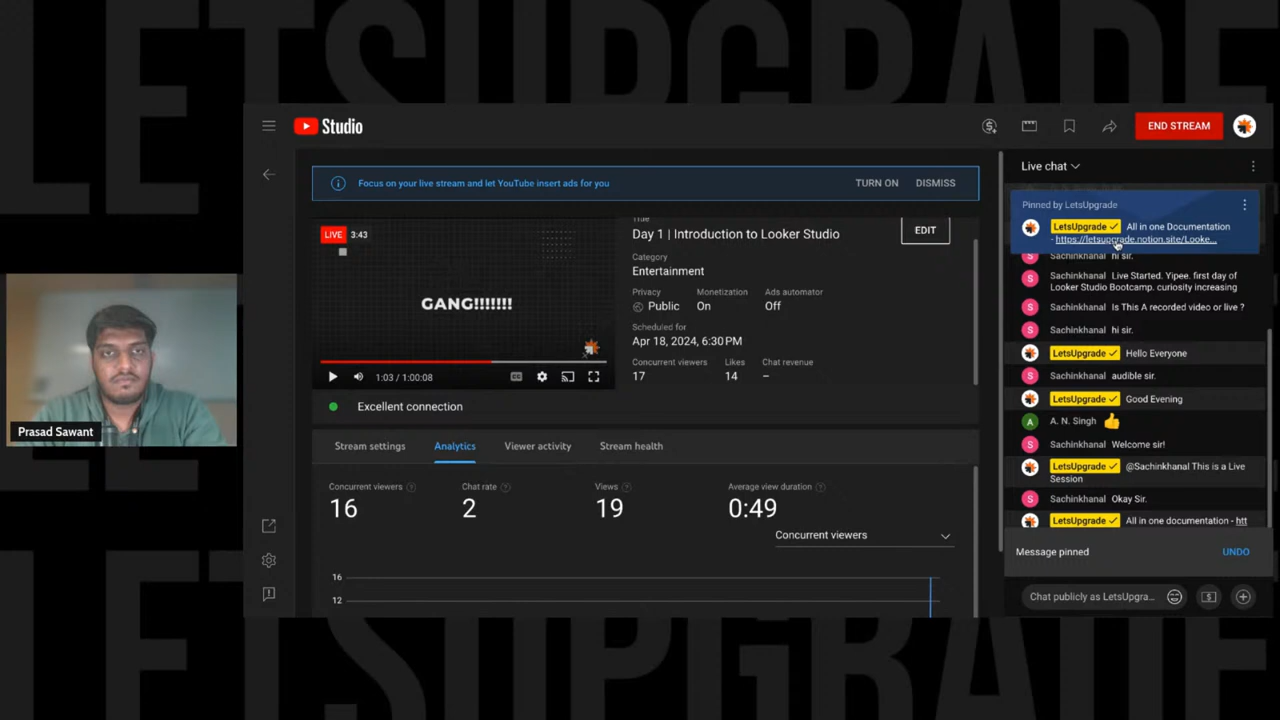 LETSUPGRADE
Studio
END STREAM
Focus on your live stream and let YouTube insert ads for you
TURN ON
DISMISS
LIVE 3:43
GANG!!!!!!!
1:03 / 1:00:08
Title
Day 1 | Introduction to Looker Studio
EDIT
Category
Entertainment
Privacy Monetization Ads automator
Public On Off
Scheduled for
Apr 18, 2024, 6:30 PM
Concurrent viewers Likes Chat revenue
17 14 –
Excellent connection
Stream settings Analytics Viewer activity Stream health
Concurrent viewers Chat rate Views Average view duration
16 2 19 0:49
Concurrent viewers
16
12
Live chat
Pinned by LetsUpgrade
LetsUpgrade All in one Documentation
- https://letsupgrade.notion.site/Looke...
Sachinkhanal hi sir.
Sachinkhanal Live Started. Yipee. first day of
Looker Studio Bootcamp. curiosity increasing
Sachinkhanal Is This A recorded video or live ?
Sachinkhanal hi sir.
LetsUpgrade Hello Everyone
Sachinkhanal audible sir.
LetsUpgrade Good Evening
A. N. Singh 👍
Sachinkhanal Welcome sir!
LetsUpgrade @Sachinkhanal This is a Live
Session
Sachinkhanal Okay Sir.
LetsUpgrade All in one documentation - htt
Message pinned
UNDO
Chat publicly as LetsUpgra...
Prasad Sawant
LETSUPGRADE